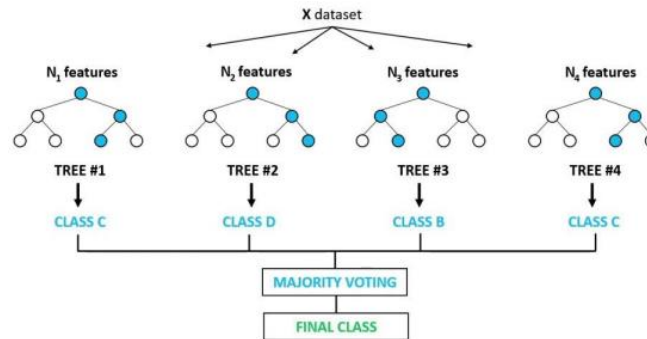 X dataset
N₁ features N₂ features N₃ features N₄ features
TREE #1 TREE #2 TREE #3 TREE #4
CLASS C CLASS D CLASS B CLASS C
MAJORITY VOTING
FINAL CLASS